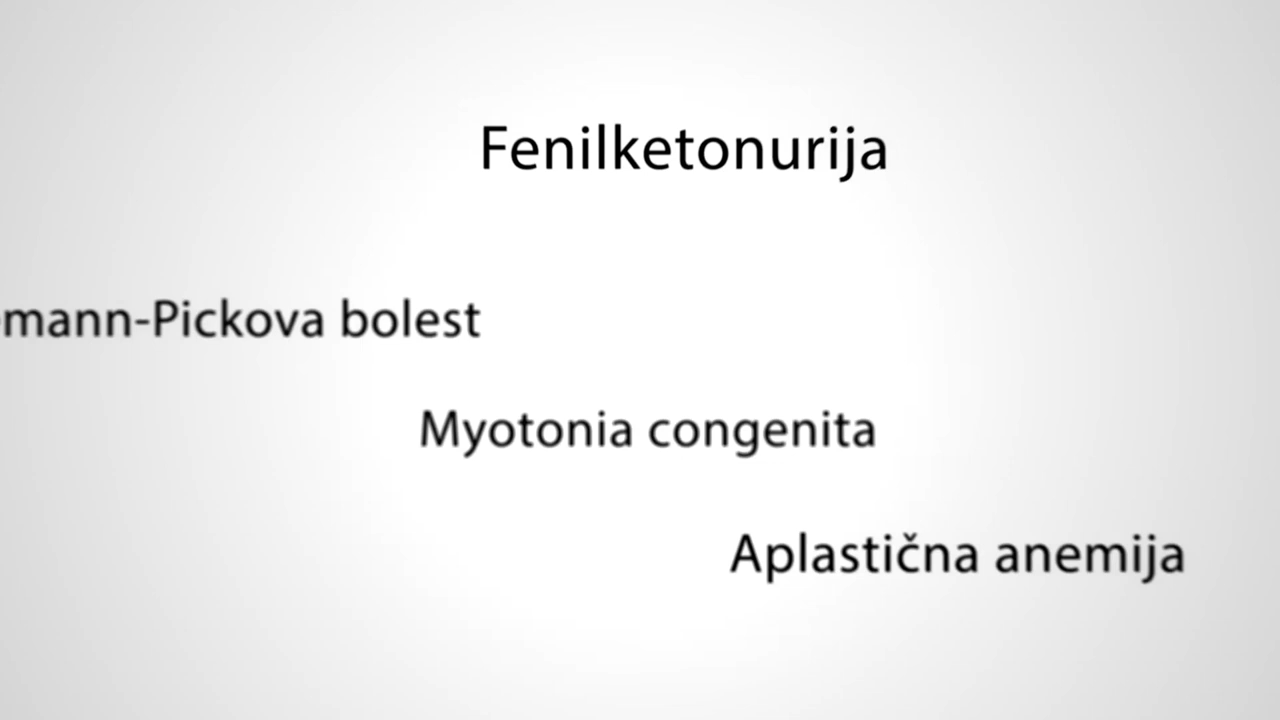 Fenilketonurija
mann-Pickova bolest
Myotonia congenita
Aplastična anemija